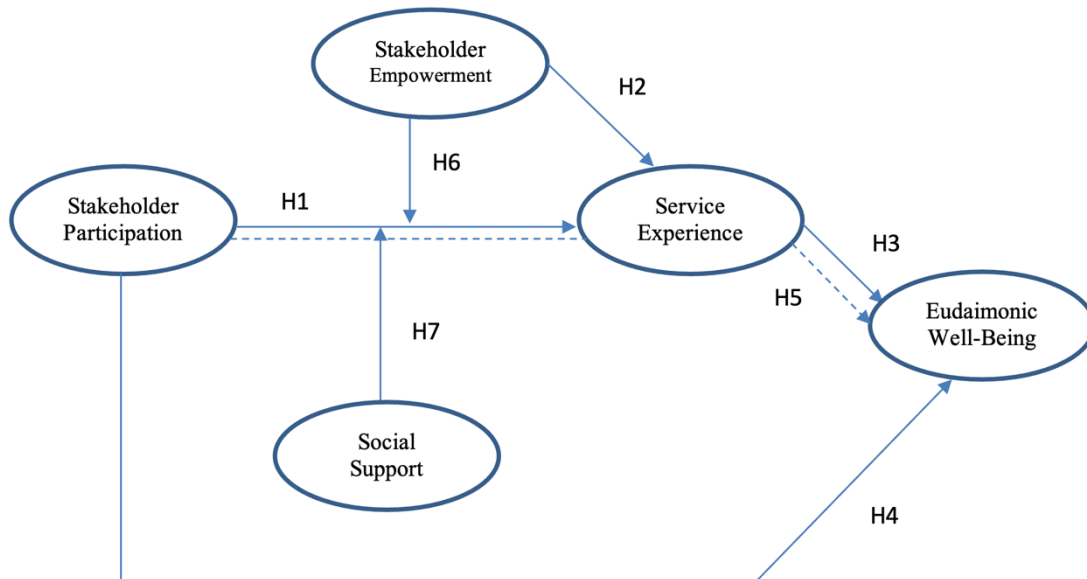 Stakeholder
Empowerment
H2
H6
Stakeholder
Participation
H1
Service
Experience
H3
H5
Eudaimonic
Well-Being
H7
Social
Support
H4